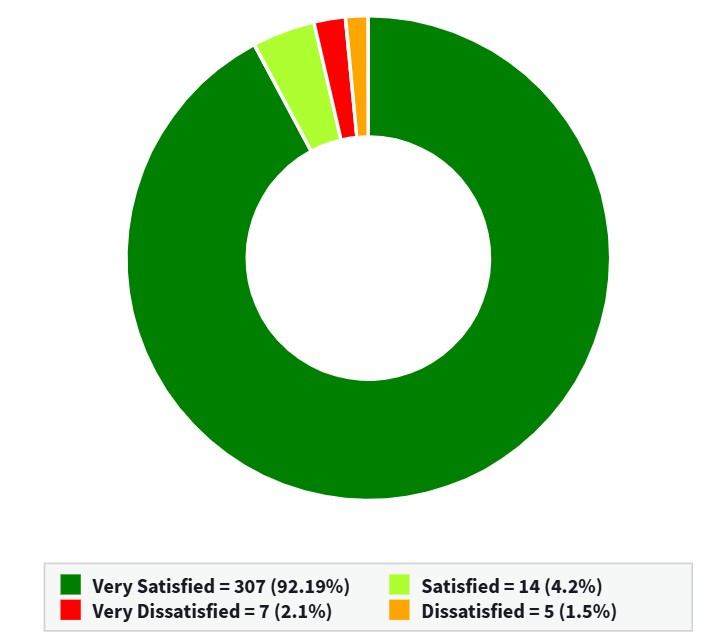 Very Satisfied = 307 (92.19%) Satisfied = 14 (4.2%)
Very Dissatisfied = 7 (2.1%) Dissatisfied = 5 (1.5%)